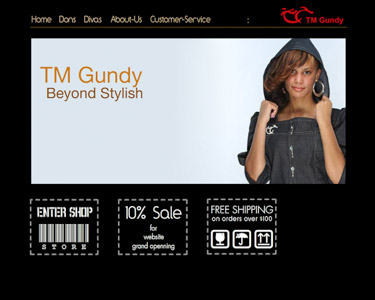 Home Dons Divas About-Us Customer-Service :
TM Gundy
TM Gundy
Beyond Stylish
ENTER SHOP
STORE
10% Sale
for
website
grand openning
FREE SHIPPING
on orders over $100